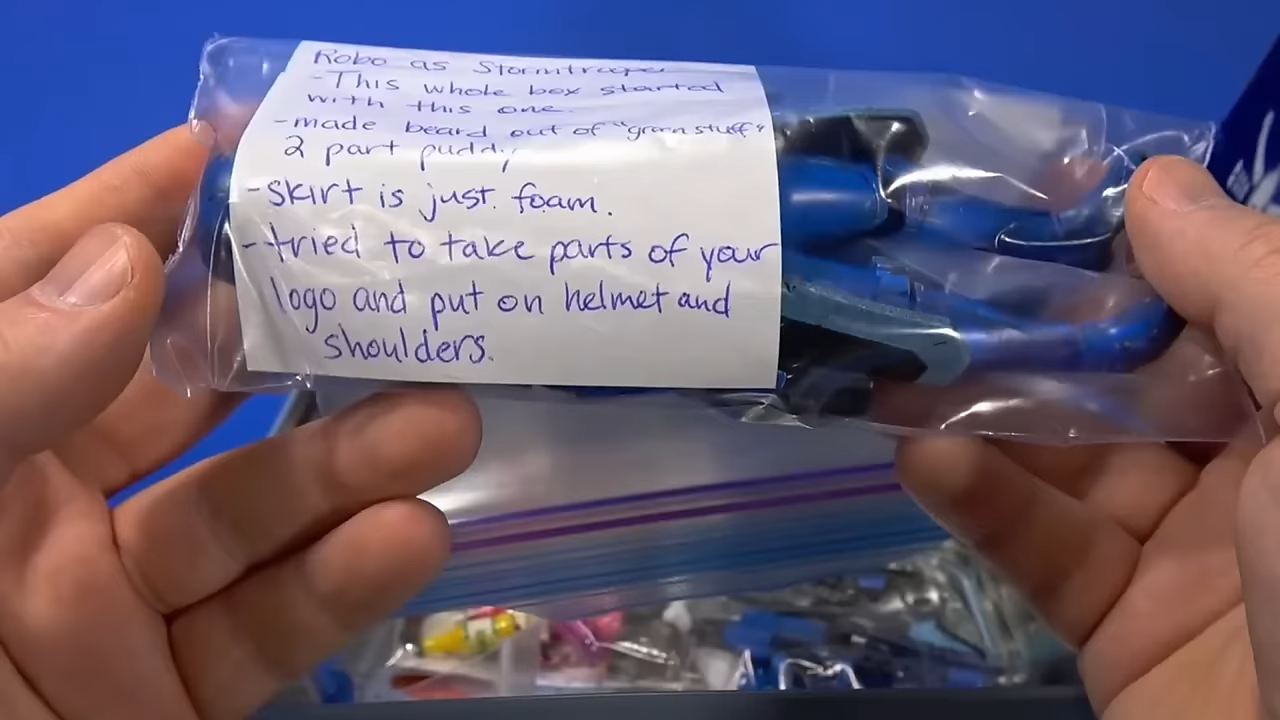 Robo as Stormtrooper
-This whole box started
with this one.
-made beard out of "green stuff"
2 part puddy
-skirt is just foam.
-tried to take parts of your
logo and put on helmet and
shoulders.